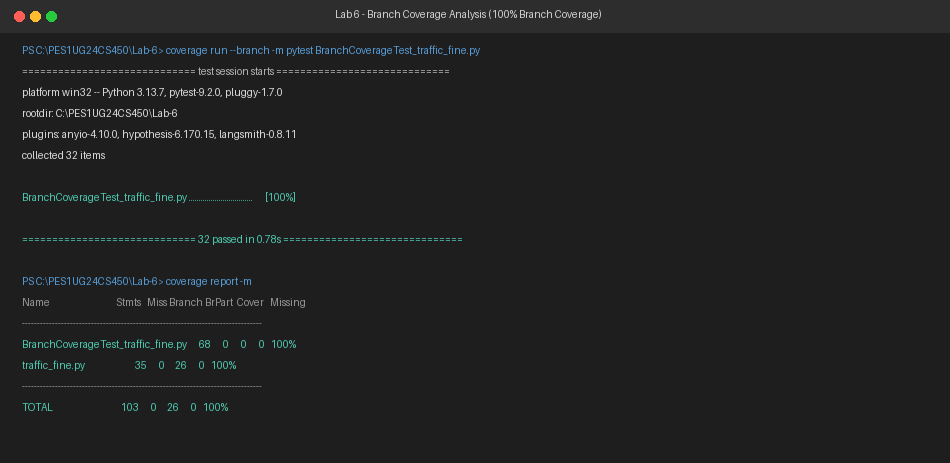 Lab 6 - Branch Coverage Analysis (100% Branch Coverage)
PS C:\PES1UG24CS450\Lab-6> coverage run --branch -m pytest BranchCoverageTest_traffic_fine.py
============================= test session starts =============================
platform win32 -- Python 3.13.7, pytest-9.2.0, pluggy-1.7.0
rootdir: C:\PES1UG24CS450\Lab-6
plugins: anyio-4.10.0, hypothesis-6.170.15, langsmith-0.8.11
collected 32 items
BranchCoverageTest_traffic_fine.py ................................ [100%]
============================= 32 passed in 0.78s ==============================
PS C:\PES1UG24CS450\Lab-6> coverage report -m
Name Stmts Miss Branch BrPart Cover Missing
--------------------------------------------------------------------------------
BranchCoverageTest_traffic_fine.py 68 0 0 0 100%
traffic_fine.py 35 0 26 0 100%
--------------------------------------------------------------------------------
TOTAL 103 0 26 0 100%